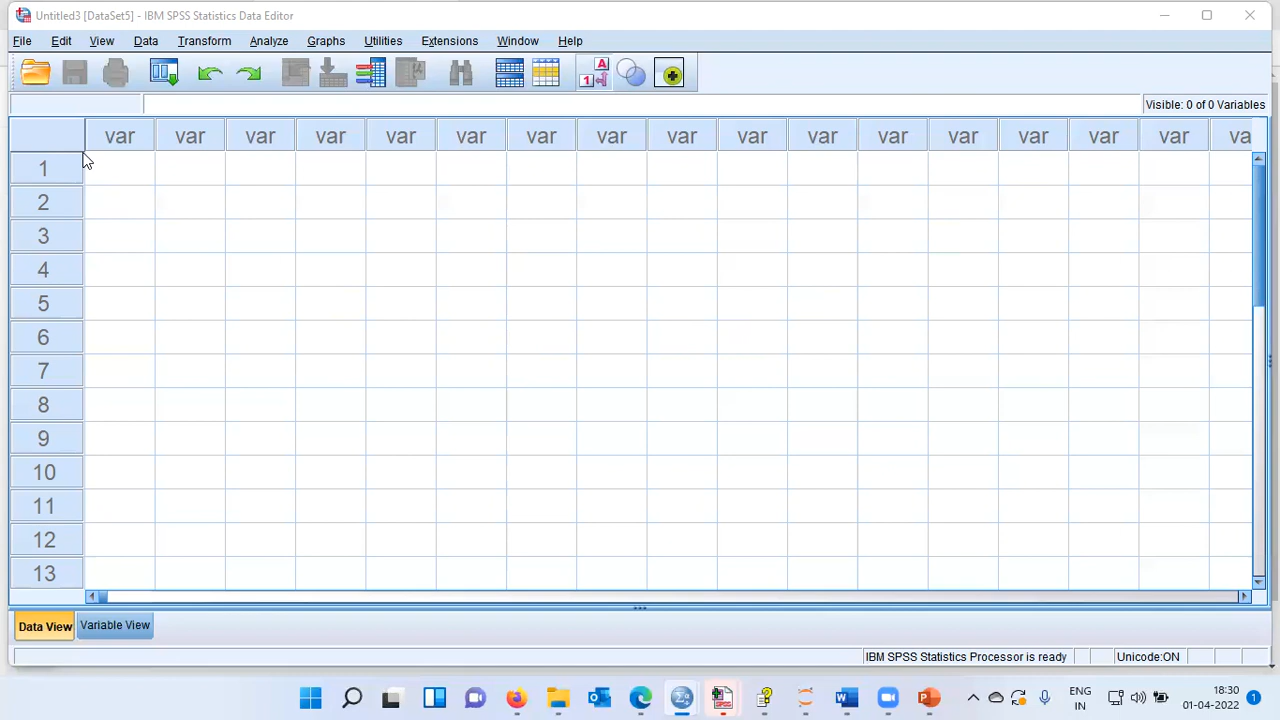 Untitled3 [DataSet5] - IBM SPSS Statistics Data Editor
File Edit View Data Transform Analyze Graphs Utilities Extensions Window Help
1 A
Visible: 0 of 0 Variables
var var var var var var var var var var var var var var var var va
1
2
3
4
5
6
7
8
9
10
11
12
13
Data View Variable View
IBM SPSS Statistics Processor is ready Unicode:ON
ENG 18:30
IN 01-04-2022 1